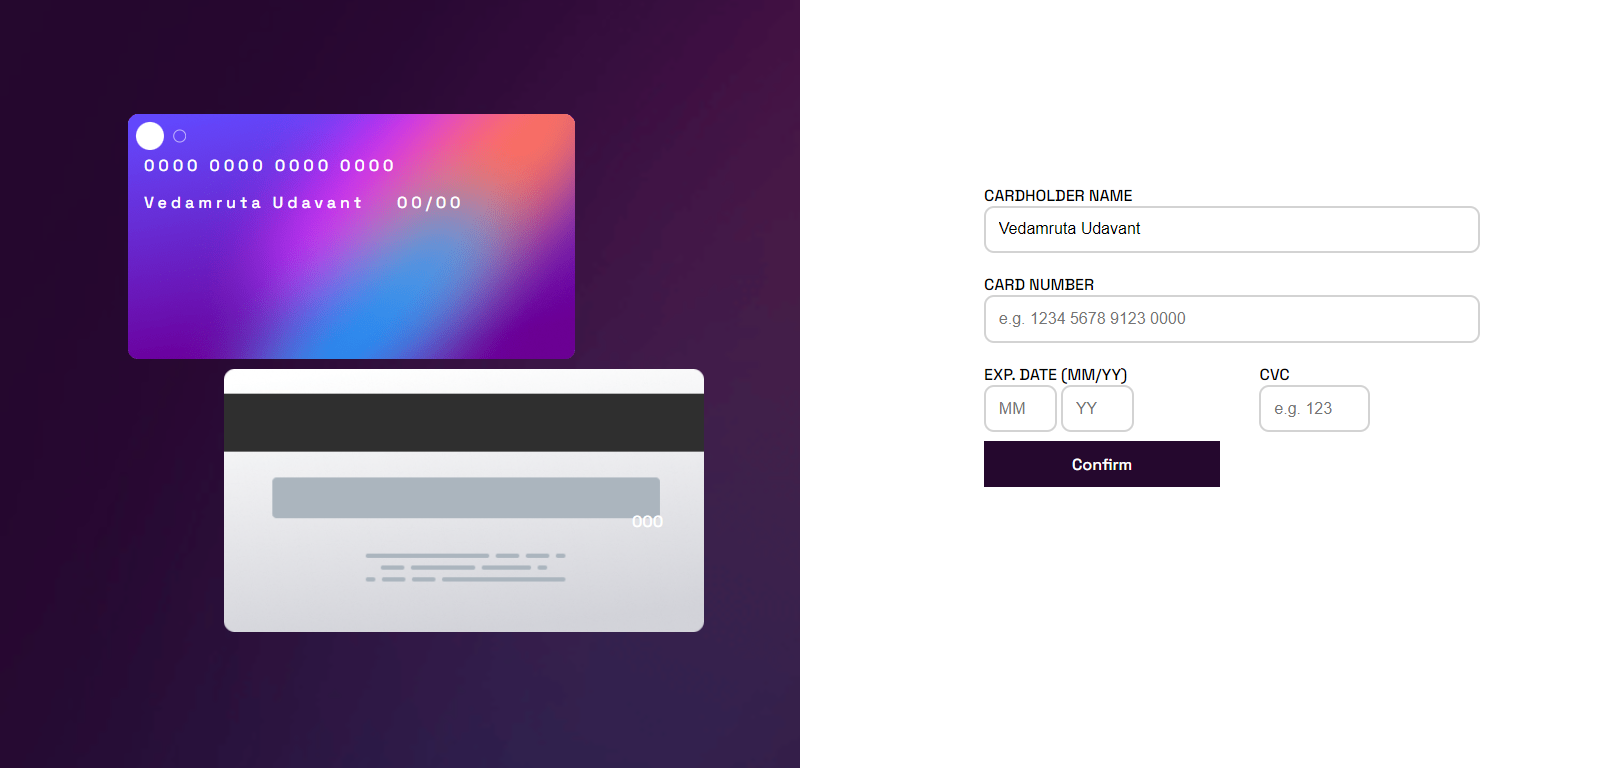 0000 0000 0000 0000
Vedamruta Udavant 00/00
000
CARDHOLDER NAME
Vedamruta Udavant
CARD NUMBER
e.g. 1234 5678 9123 0000
EXP. DATE (MM/YY) CVC
MM YY e.g. 123
Confirm